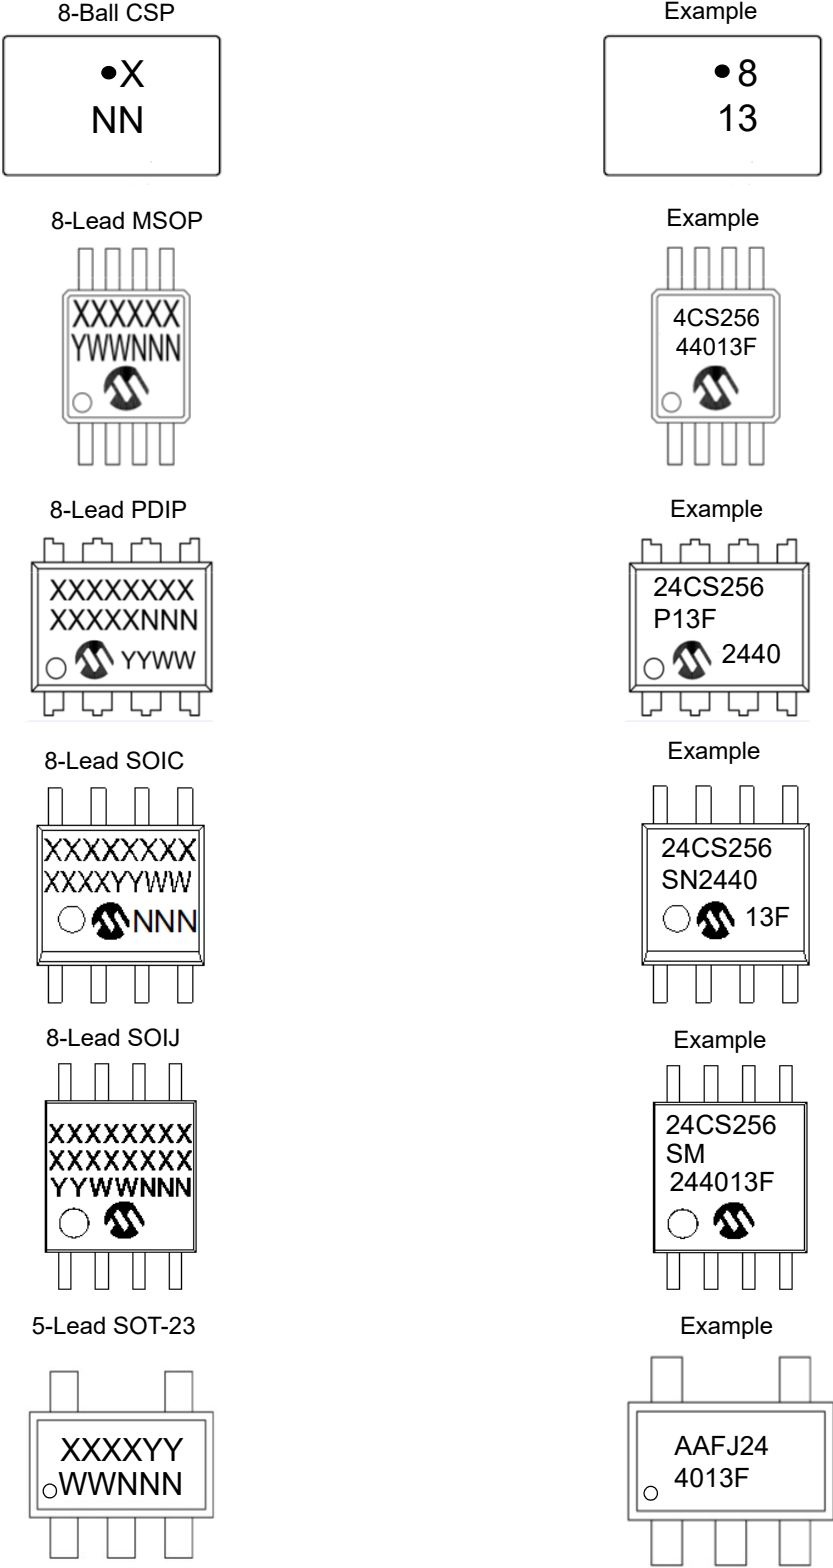 8-Ball CSP
Example
•X
NN
•8
13
8-Lead MSOP
Example
XXXXXX
YWWNNN
4CS256
44013F
8-Lead PDIP
Example
XXXXXXXX
XXXXXNNN
YYWW
24CS256
P13F
2440
8-Lead SOIC
Example
XXXXXXXX
XXXXYYWW
NNN
24CS256
SN2440
13F
8-Lead SOIJ
Example
XXXXXXXX
XXXXXXXX
YYWWNNN
24CS256
SM
244013F
5-Lead SOT-23
Example
XXXXYY
WWNNN
AAFJ24
4013F